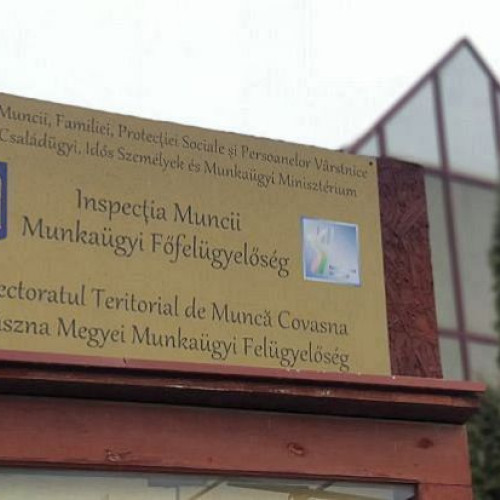 Muncii, Familiei, Protecţiei Sociale şi Persoanelor Vârstnice
Családügyi, Idős Személyek és Munkaügyi Minisztérium
Inspecţia Muncii
Munkaügyi Főfelügyelőség
ectoratul Teritorial de Muncă Covasna
aszna Megyei Munkaügyi Felügyelőség